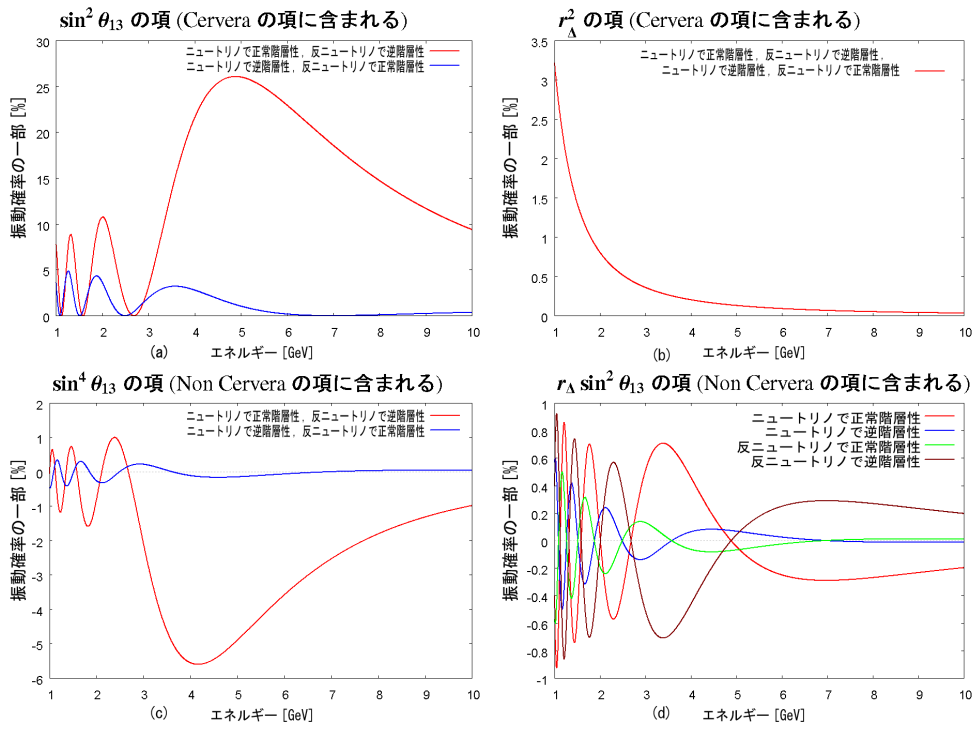 sin² θ₁₃ の項 (Cervera の項に含まれる)
30
25
20
15
10
5
0
振動確率の一部 [%]
ニュートリノで正常階層性, 反ニュートリノで逆階層性
ニュートリノで逆階層性, 反ニュートリノで正常階層性
1 2 3 4 5 6 7 8 9 10
(a) エネルギー [GeV]
r²_Δ の項 (Cervera の項に含まれる)
3.5
3
2.5
2
1.5
1
0.5
0
振動確率の一部 [%]
ニュートリノで正常階層性, 反ニュートリノで逆階層性,
ニュートリノで逆階層性, 反ニュートリノで正常階層性
1 2 3 4 5 6 7 8 9 10
(b) エネルギー [GeV]
sin⁴ θ₁₃ の項 (Non Cervera の項に含まれる)
2
1
0
-1
-2
-3
-4
-5
-6
振動確率の一部 [%]
ニュートリノで正常階層性, 反ニュートリノで逆階層性
ニュートリノで逆階層性, 反ニュートリノで正常階層性
1 2 3 4 5 6 7 8 9 10
(c) エネルギー [GeV]
r_Δ sin² θ₁₃ の項 (Non Cervera の項に含まれる)
1
0.8
0.6
0.4
0.2
0
-0.2
-0.4
-0.6
-0.8
-1
振動確率の一部 [%]
ニュートリノで正常階層性
ニュートリノで逆階層性
反ニュートリノで正常階層性
反ニュートリノで逆階層性
1 2 3 4 5 6 7 8 9 10
(d) エネルギー [GeV]